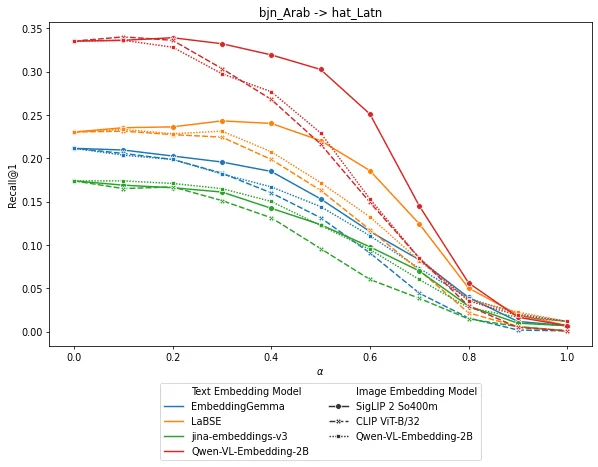 bjn_Arab -> hat_Latn
Recall@1
0.35
0.30
0.25
0.20
0.15
0.10
0.05
0.00
0.0 0.2 0.4 0.6 0.8 1.0
α
Text Embedding Model Image Embedding Model
EmbeddingGemma SigLIP 2 So400m
LaBSE CLIP ViT-B/32
jina-embeddings-v3 Qwen-VL-Embedding-2B
Qwen-VL-Embedding-2B